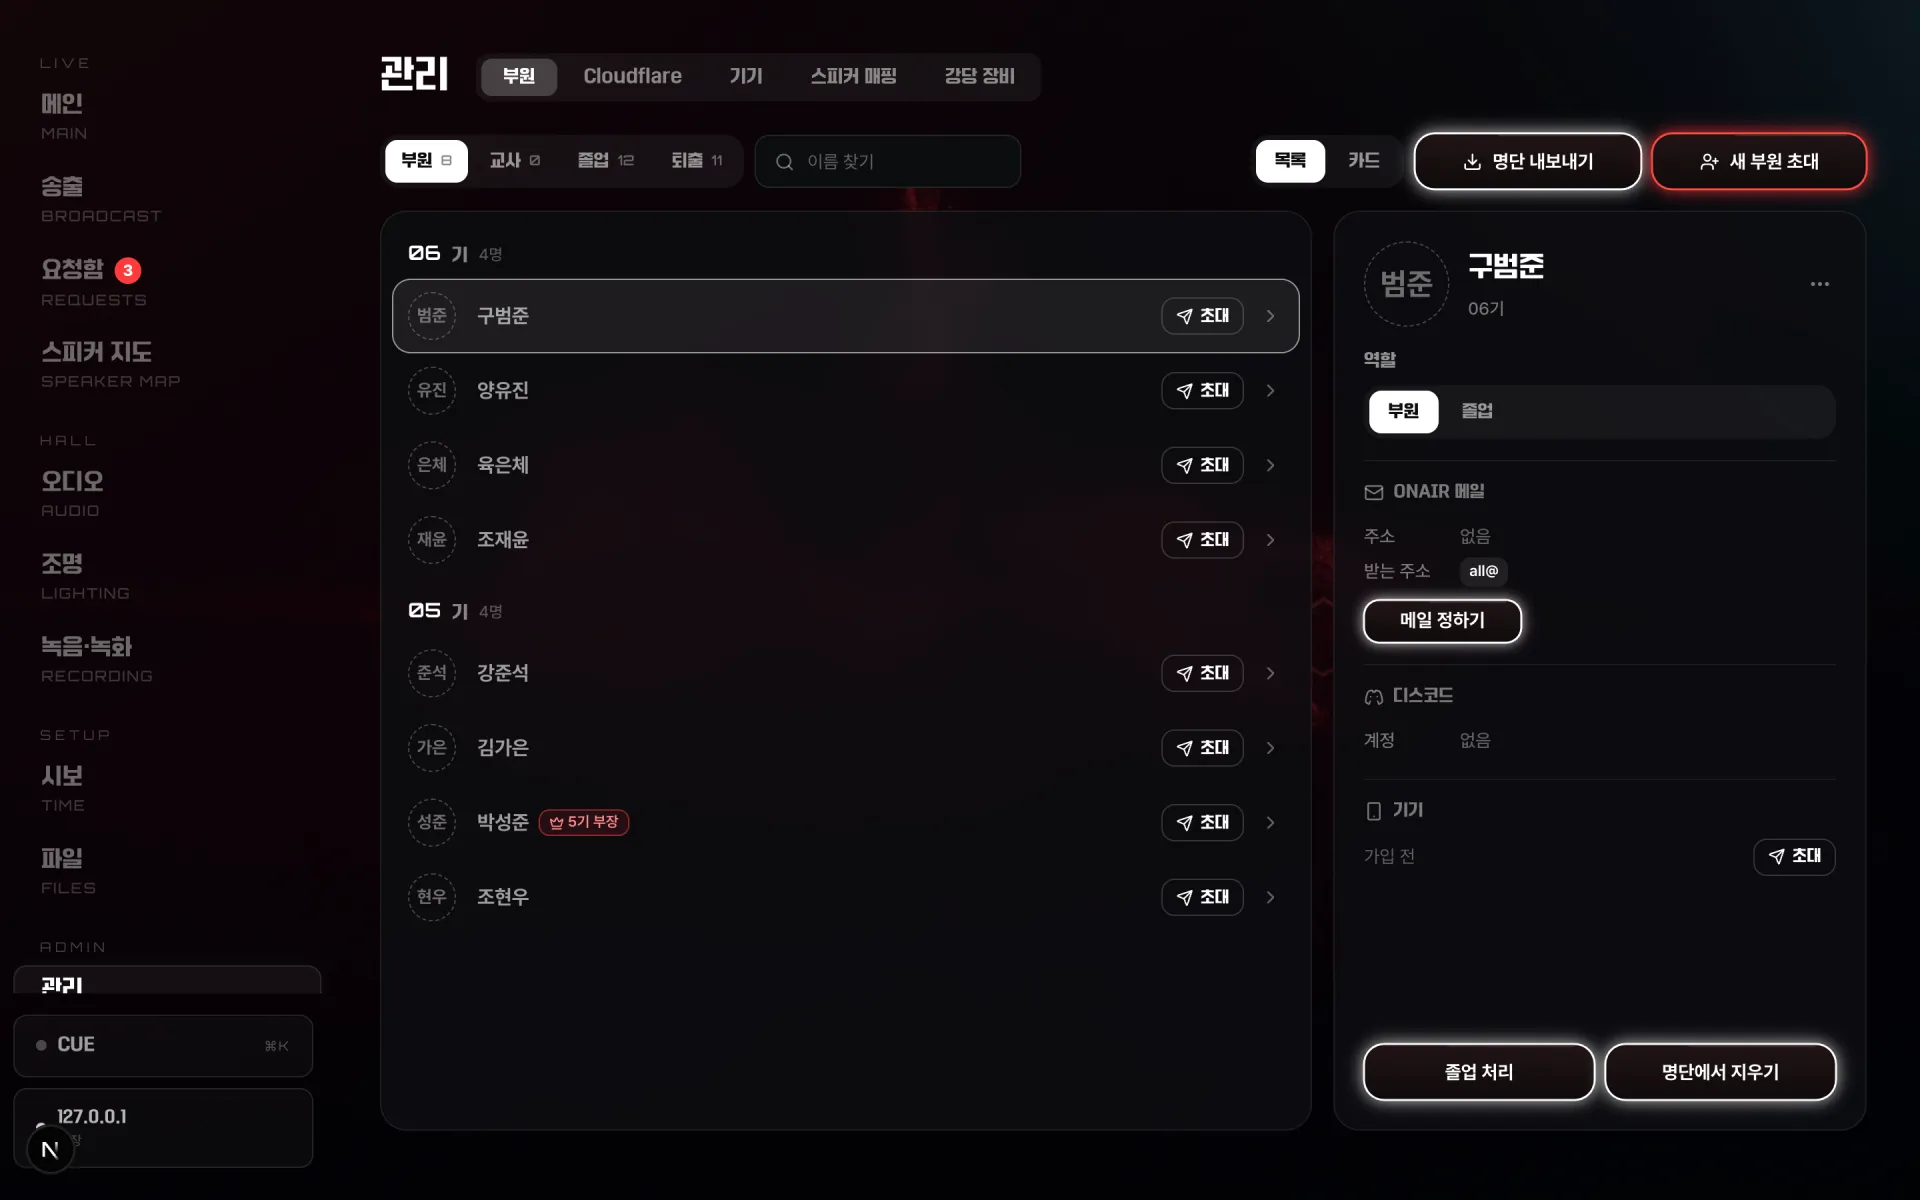 LIVE
메인
MAIN
송출
BROADCAST
요청함 3
REQUESTS
스피커 지도
SPEAKER MAP
HALL
오디오
AUDIO
조명
LIGHTING
녹음·녹화
RECORDING
SETUP
시보
TIME
파일
FILES
ADMIN
관리
CUE ⌘K
127.0.0.1
장
N
관리 부원 Cloudflare 기기 스피커 매핑 강당 장비
부원 8 교사 0 졸업 12 퇴출 11 이름 찾기 목록 카드 명단 내보내기 새 부원 초대
06 기 4명
범준 구범준 초대
유진 양유진 초대
은체 육은체 초대
재윤 조재윤 초대
05 기 4명
준석 강준석 초대
가은 김가은 초대
성준 박성준 5기 부장 초대
현우 조현우 초대
범준 구범준
06기
역할
부원 졸업
ONAIR 메일
주소 없음
받는 주소 all@
메일 정하기
디스코드
계정 없음
기기
가입 전 초대
졸업 처리 명단에서 지우기